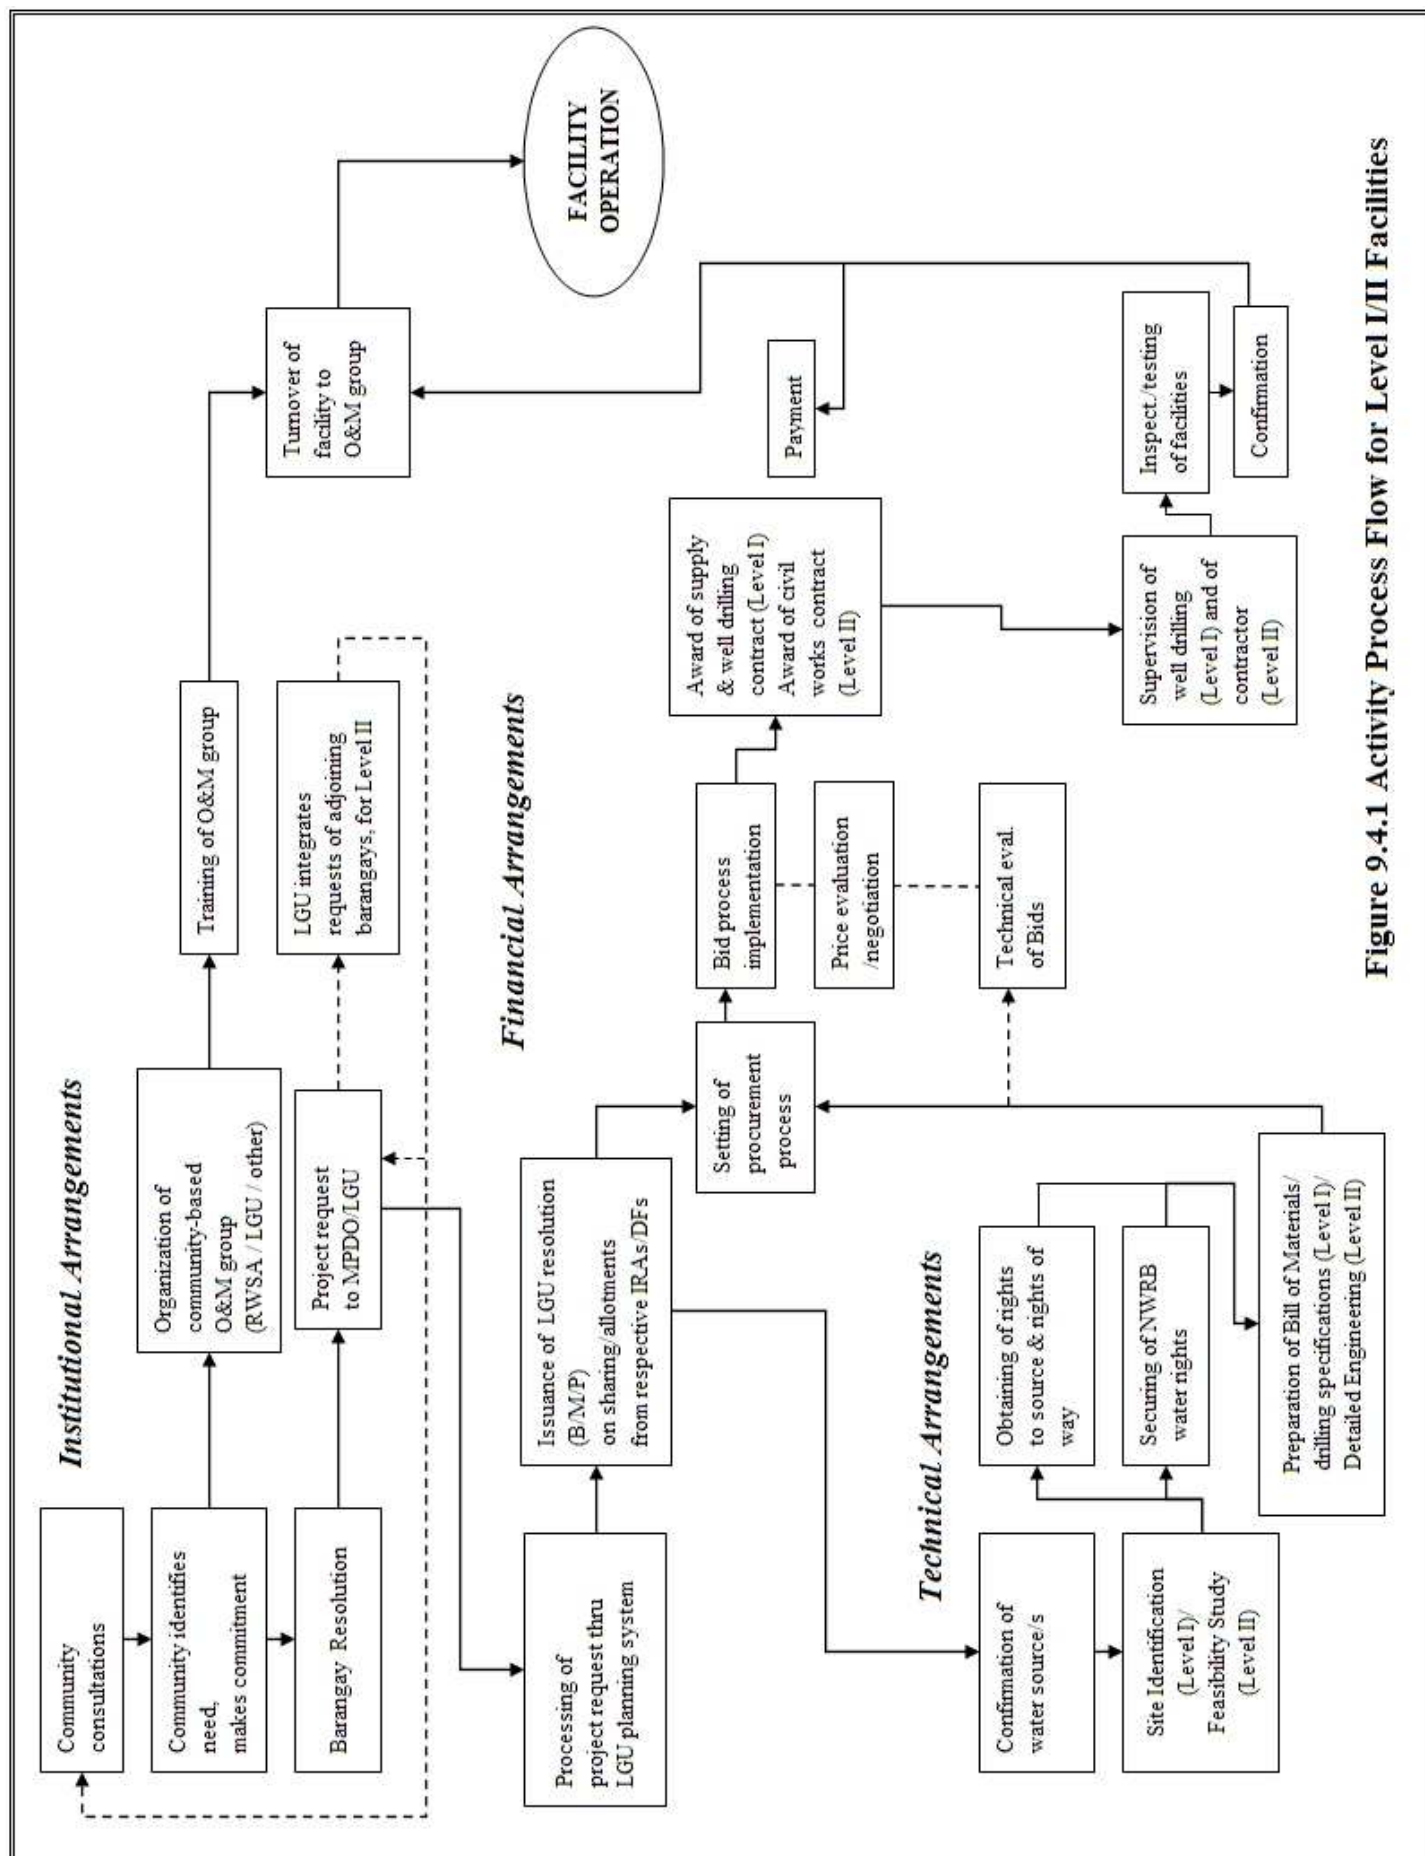 Institutional Arrangements
Community
consultations
Community identifies
need,
makes commitment
Barangay Resolution
Organization of
community-based
O&M group
(RWSA / LGU / other)
Project request
to MPDO/LGU
Training of O&M group
LGU integrates
requests of adjoining
barangays, for Level II
Turnover of
facility to
O&M group
FACILITY
OPERATION
Financial Arrangements
Processing of
project request thru
LGU planning system
Issuance of LGU resolution
(B/M/P)
on sharing/allotments
from respective IRAs/DFs
Setting of
procurement
process
Bid process
implementation
Price evaluation
/negotiation
Technical eval.
of Bids
Award of supply
& well drilling
contract (Level I)
Award of civil
works contract
(Level II)
Payment
Technical Arrangements
Confirmation of
water source/s
Site Identification
(Level I)/
Feasibility Study
(Level II)
Obtaining of rights
to source & rights of
way
Securing of NWRB
water rights
Preparation of Bill of Materials/
drilling specifications (Level I)/
Detailed Engineering (Level II)
Supervision of
well drilling
(Level I) and of
contractor
(Level II)
Inspect./testing
of facilities
Confirmation
Figure 9.4.1 Activity Process Flow for Level I/II Facilities